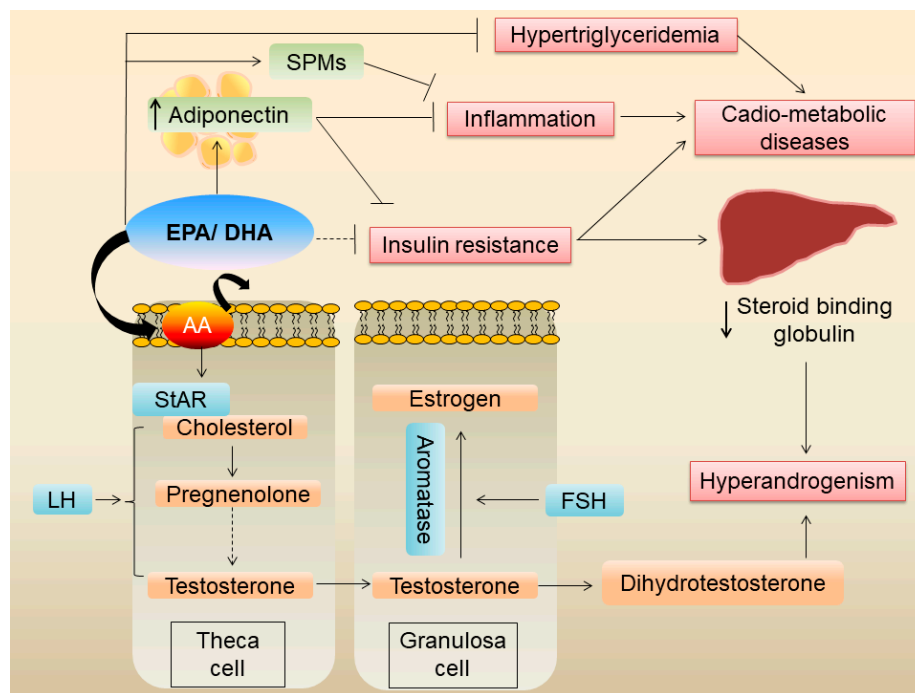 Hypertriglyceridemia
SPMs
Adiponectin
Inflammation
Cadio-metabolic
diseases
EPA/ DHA
Insulin resistance
AA
Steroid binding
globulin
StAR
Cholesterol
Estrogen
Aromatase
LH
Pregnenolone
FSH
Hyperandrogenism
Testosterone
Testosterone
Dihydrotestosterone
Theca
cell
Granulosa
cell